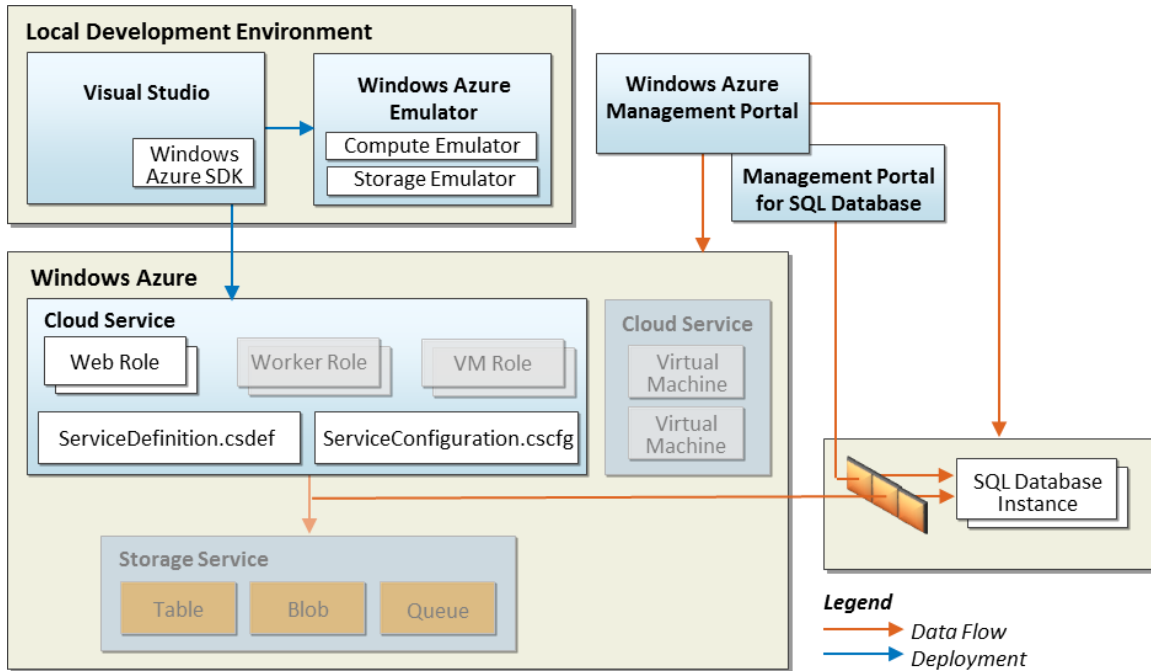 Local Development Environment
Visual Studio
Windows
Azure SDK
Windows Azure
Emulator
Compute Emulator
Storage Emulator
Windows Azure
Management Portal
Management Portal
for SQL Database
Windows Azure
Cloud Service
Web Role
Worker Role
VM Role
ServiceDefinition.csdef
ServiceConfiguration.cscfg
Cloud Service
Virtual
Machine
Virtual
Machine
SQL Database
Instance
Storage Service
Table
Blob
Queue
Legend
Data Flow
Deployment